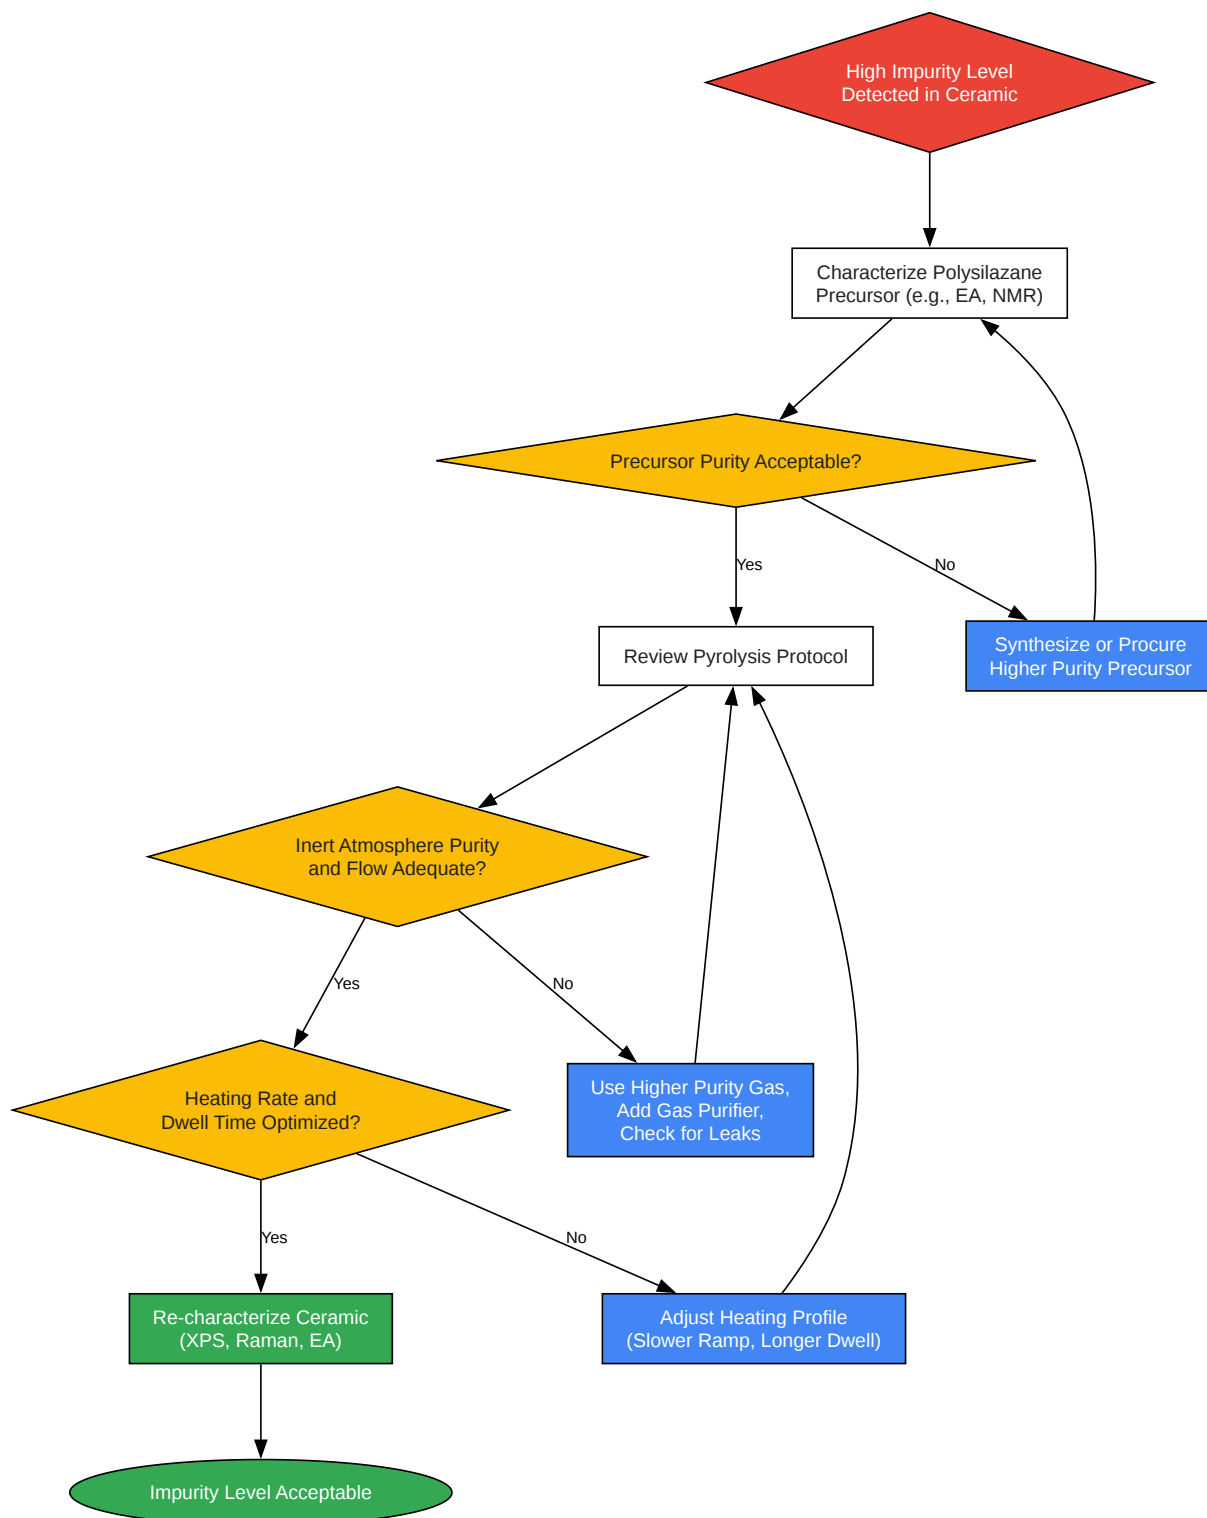 High Impurity Level
Detected in Ceramic
Characterize Polysilazane
Precursor (e.g., EA, NMR)
Precursor Purity Acceptable?
Yes
No
Synthesize or Procure
Higher Purity Precursor
Review Pyrolysis Protocol
Inert Atmosphere Purity
and Flow Adequate?
Yes
No
Use Higher Purity Gas,
Add Gas Purifier,
Check for Leaks
Heating Rate and
Dwell Time Optimized?
Yes
No
Re-characterize Ceramic
(XPS, Raman, EA)
Adjust Heating Profile
(Slower Ramp, Longer Dwell)
Impurity Level Acceptable